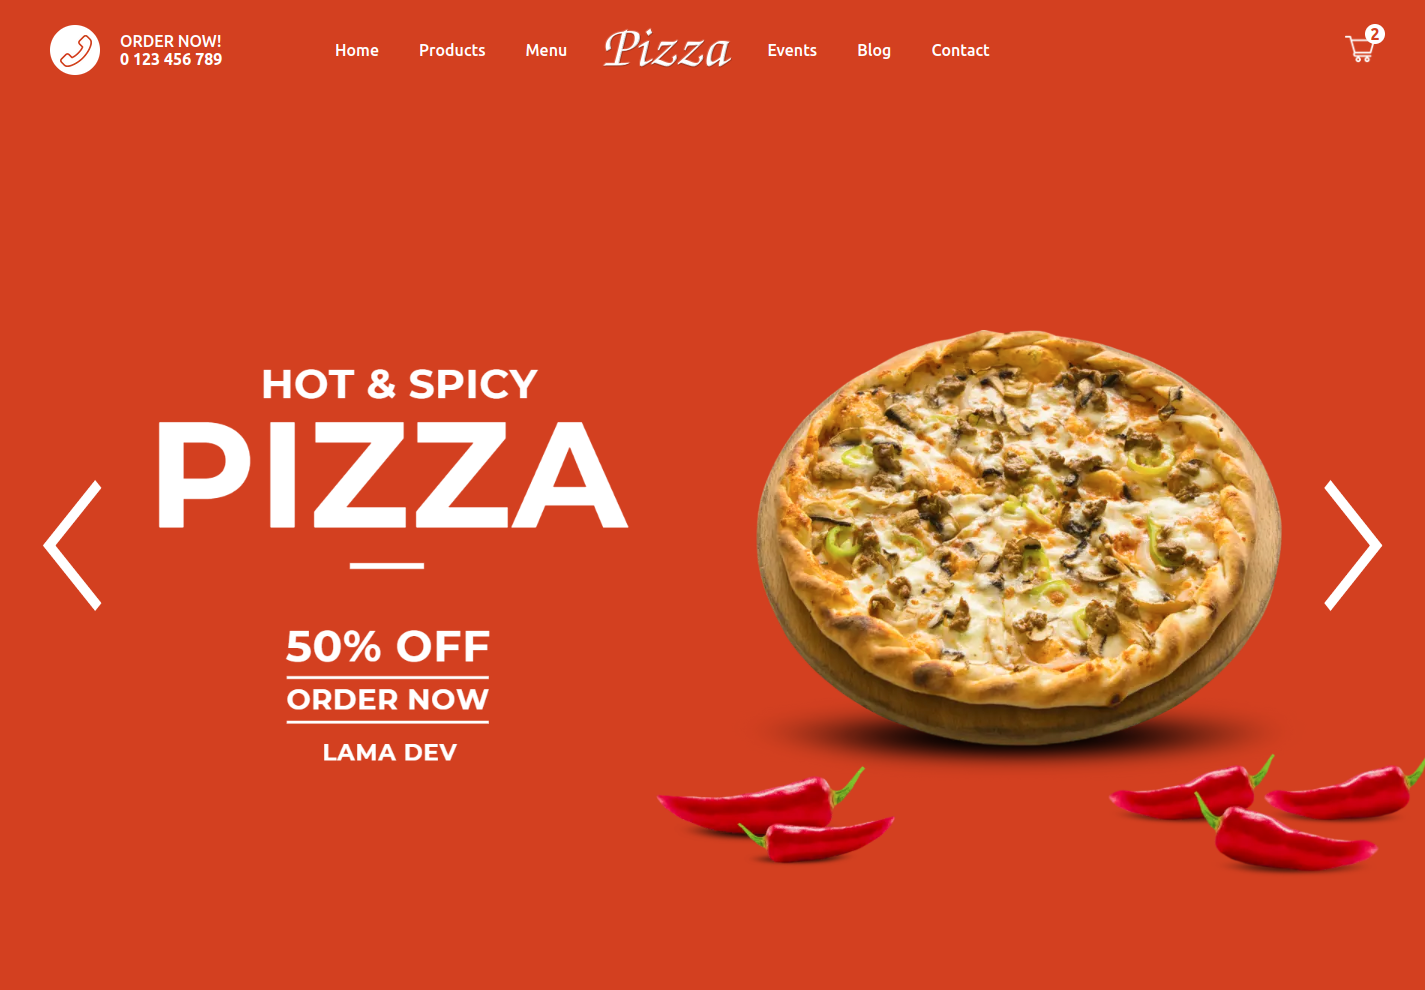 ORDER NOW!
0 123 456 789
Home
Products
Menu
Pizza
Events
Blog
Contact
2
HOT & SPICY
PIZZA
50% OFF
ORDER NOW
LAMA DEV